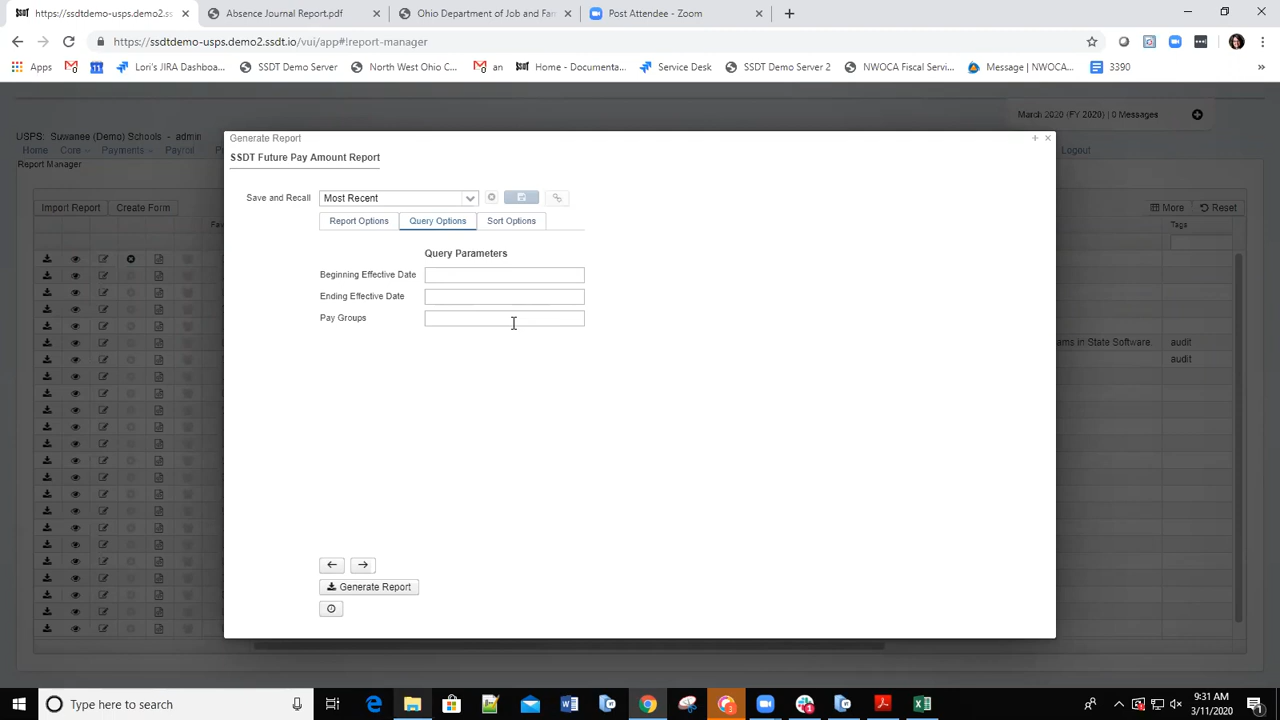 https://ssdtdemo-usps.demo2.ss
Absence Journal Report.pdf
Ohio Department of Job and Fam
Post Attendee - Zoom
https://ssdtdemo-usps.demo2.ssdt.io/vui/app#!report-manager
Apps
Lori's JIRA Dashboa...
SSDT Demo Server
North West Ohio C...
an
Home - Documenta...
Service Desk
SSDT Demo Server 2
NWOCA Fiscal Servi...
Message | NWOCA...
3390
March 2020 (FY 2020) | 0 Messages
USPS: Suwanee (Demo) Schools - admin
Home Core Payments Payroll
Logout
Report Manager
Generate Report
SSDT Future Pay Amount Report
Import Report Create Form
More Reset
Save and Recall Most Recent
Report Options Query Options Sort Options
Tags
Query Parameters
Beginning Effective Date
Ending Effective Date
Pay Groups
ams in State Software. audit
audit
Generate Report
Type here to search
9:31 AM
3/11/2020